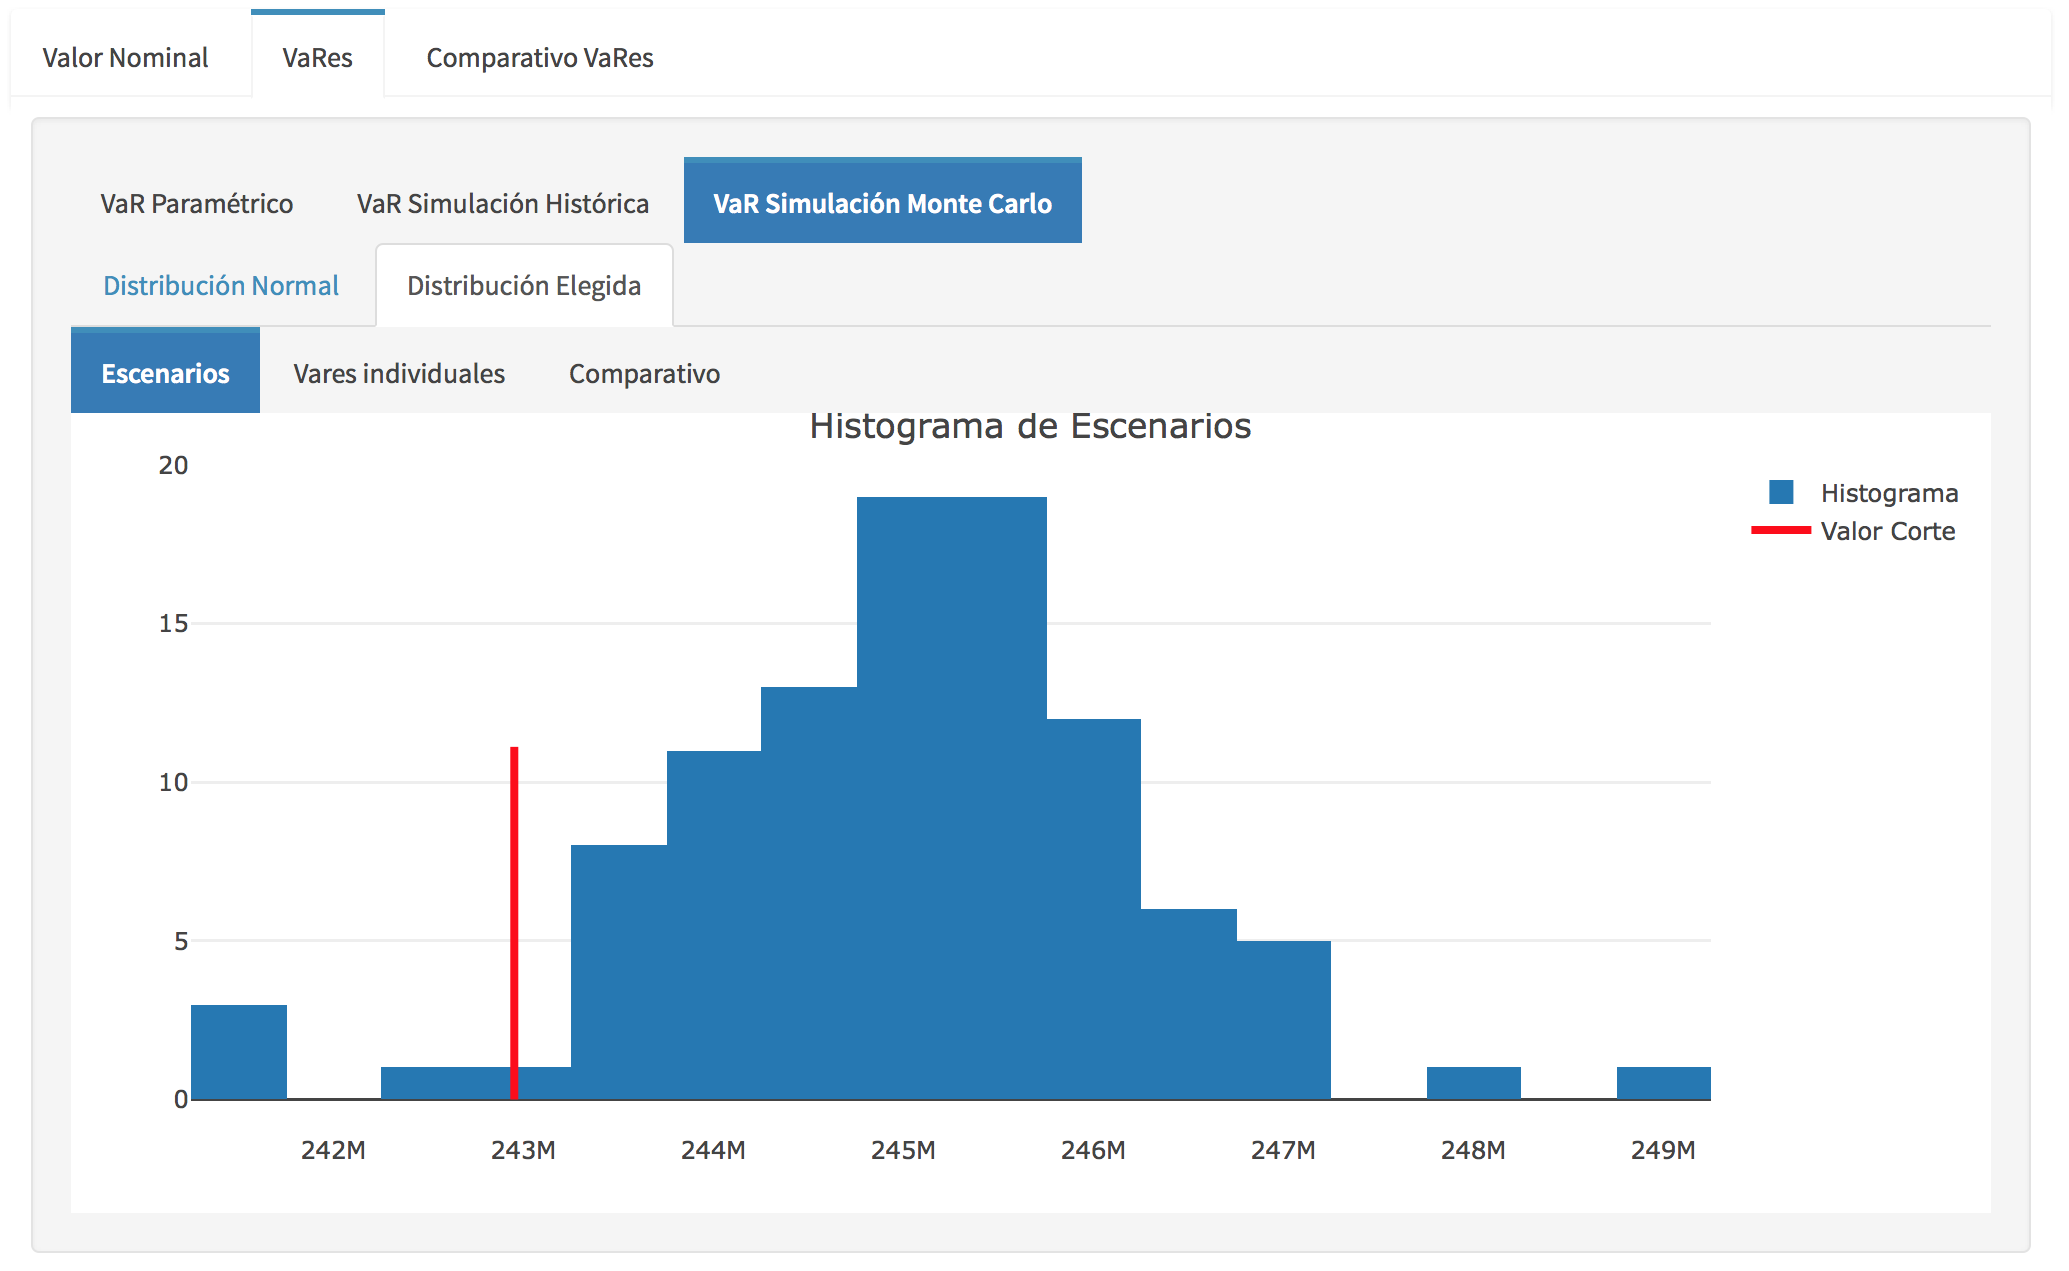 Valor Nominal VaRes Comparativo VaRes
VaR Paramétrico VaR Simulación Histórica VaR Simulación Monte Carlo
Distribución Normal Distribución Elegida
Escenarios Vares individuales Comparativo
Histograma de Escenarios
20
Histograma
Valor Corte
15
10
5
0
242M 243M 244M 245M 246M 247M 248M 249M